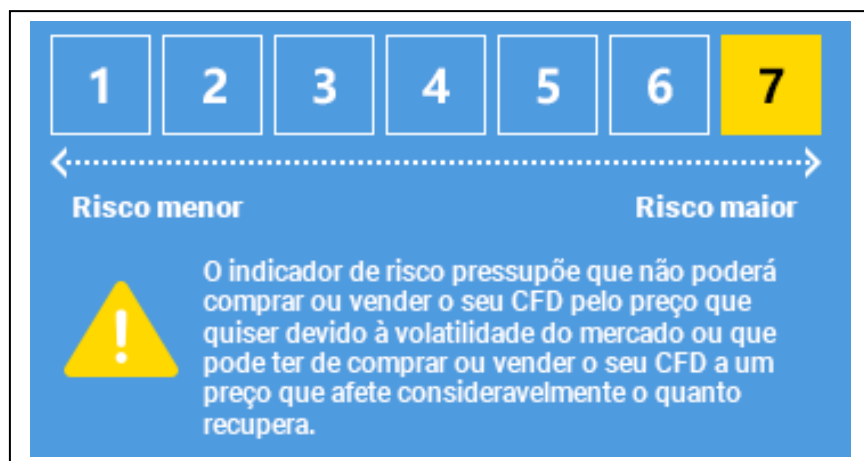 1 2 3 4 5 6 7
Risco menor Risco maior
O indicador de risco pressupõe que não poderá
comprar ou vender o seu CFD pelo preço que
quiser devido à volatilidade do mercado ou que
pode ter de comprar ou vender o seu CFD a um
preço que afete consideravelmente o quanto
recupera.